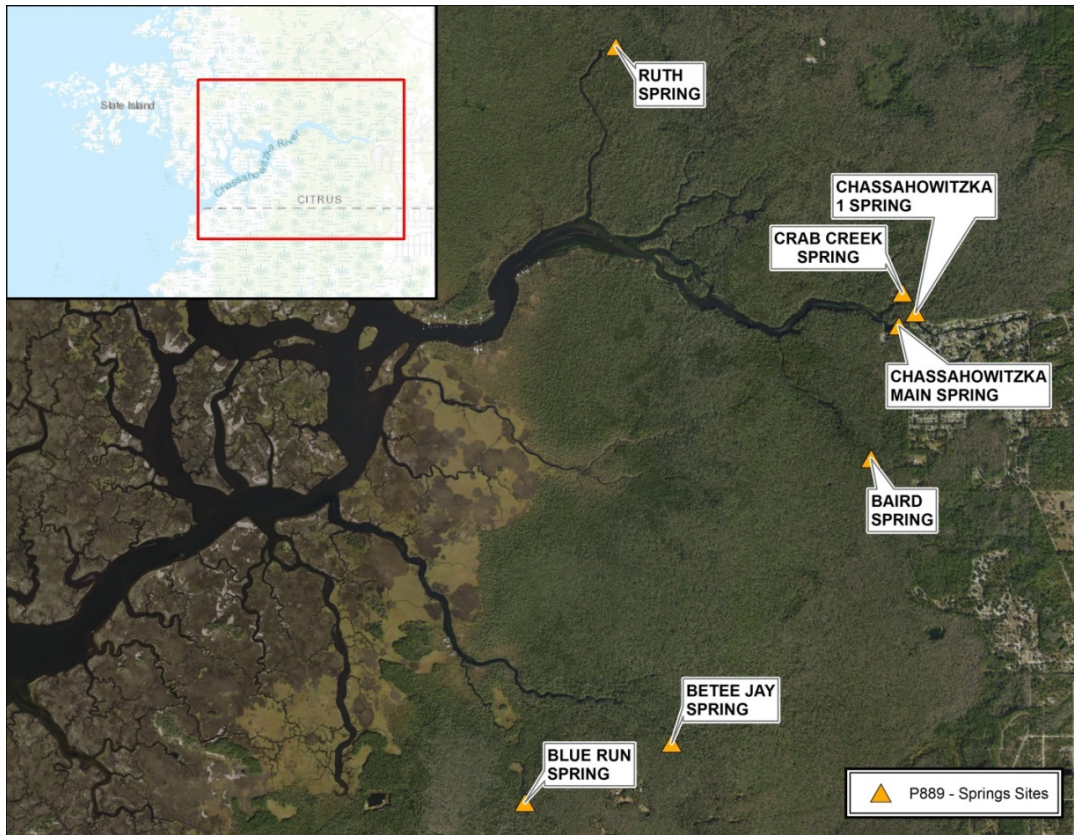 Slate Island
Chassahowitzka River
CITRUS
RUTH
SPRING
CHASSAHOWITZKA
1 SPRING
CRAB CREEK
SPRING
CHASSAHOWITZKA
MAIN SPRING
BAIRD
SPRING
BETEE JAY
SPRING
BLUE RUN
SPRING
P889 - Springs Sites